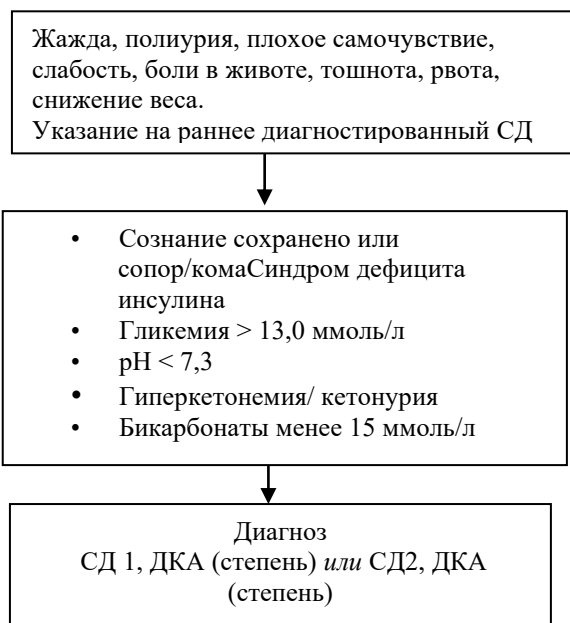 Жажда, полиурия, плохое самочувствие,
слабость, боли в животе, тошнота, рвота,
снижение веса.
Указание на раннее диагностированный СД
• Сознание сохранено или
сопор/комаСиндром дефицита
инсулина
• Гликемия > 13,0 ммоль/л
• pH < 7,3
• Гиперкетонемия/ кетонурия
• Бикарбонаты менее 15 ммоль/л
Диагноз
СД 1, ДКА (степень) или СД2, ДКА
(степень)